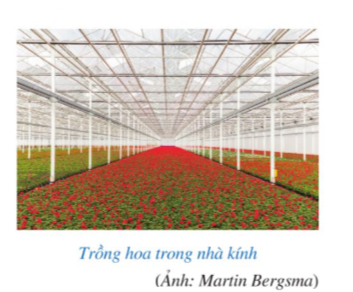 Trồng hoa trong nhà kính
(Ảnh: Martin Bergsma)